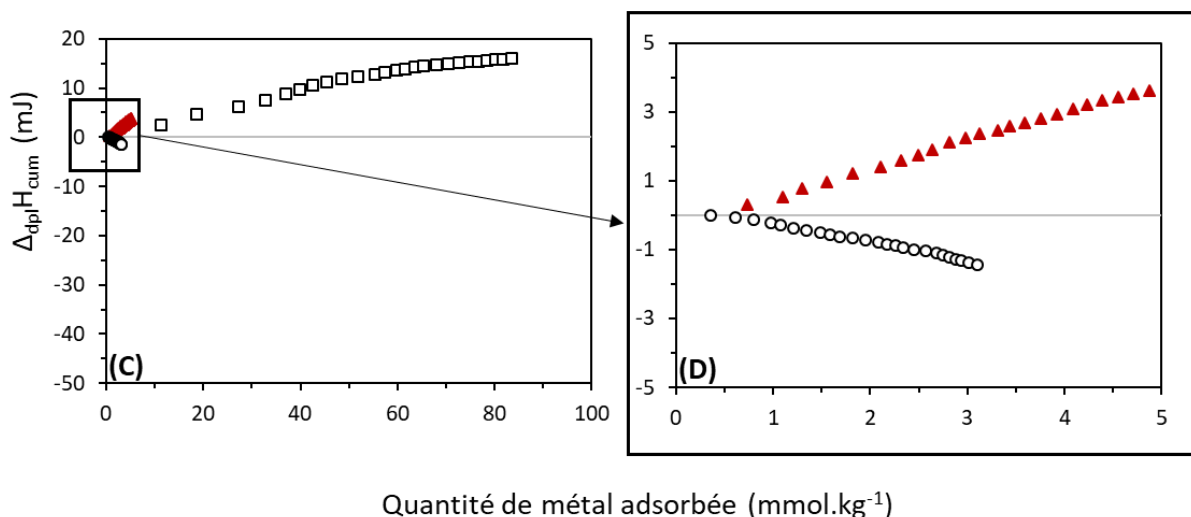 20
10
0
-10
-20
-30
-40
-50
Δdpl Hcum (mJ)
(C)
0 20 40 60 80 100
5
3
1
-1
-3
-5
(D)
0 1 2 3 4 5
Quantité de métal adsorbée (mmol.kg⁻¹)